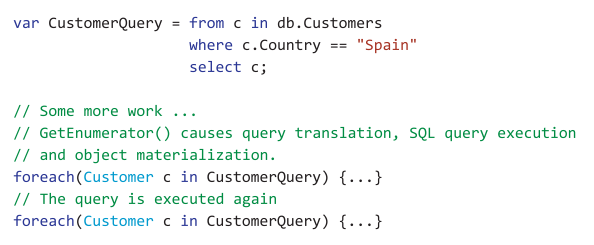 var CustomerQuery = from c in db.Customers
                    where c.Country == "Spain"
                    select c;

// Some more work ...
// GetEnumerator() causes query translation, SQL query execution
// and object materialization.
foreach(Customer c in CustomerQuery) {...}
// The query is executed again
foreach(Customer c in CustomerQuery) {...}